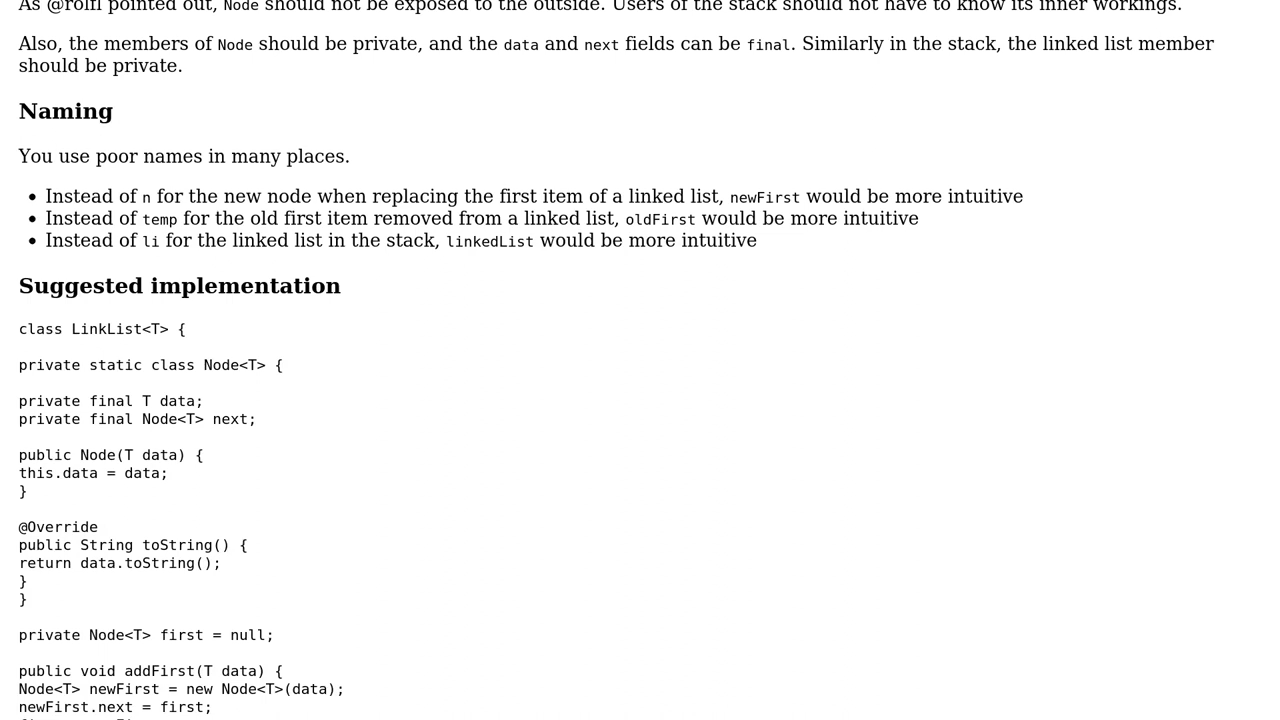 As @rolfl pointed out, Node should not be exposed to the outside. Users of the stack should not have to know its inner workings.
Also, the members of Node should be private, and the data and next fields can be final. Similarly in the stack, the linked list member
should be private.
Naming
You use poor names in many places.
• Instead of n for the new node when replacing the first item of a linked list, newFirst would be more intuitive
• Instead of temp for the old first item removed from a linked list, oldFirst would be more intuitive
• Instead of li for the linked list in the stack, linkedList would be more intuitive
Suggested implementation
class LinkList<T> {
private static class Node<T> {
private final T data;
private final Node<T> next;
public Node(T data) {
this.data = data;
}
@Override
public String toString() {
return data.toString();
}
}
private Node<T> first = null;
public void addFirst(T data) {
Node<T> newFirst = new Node<T>(data);
newFirst.next = first;